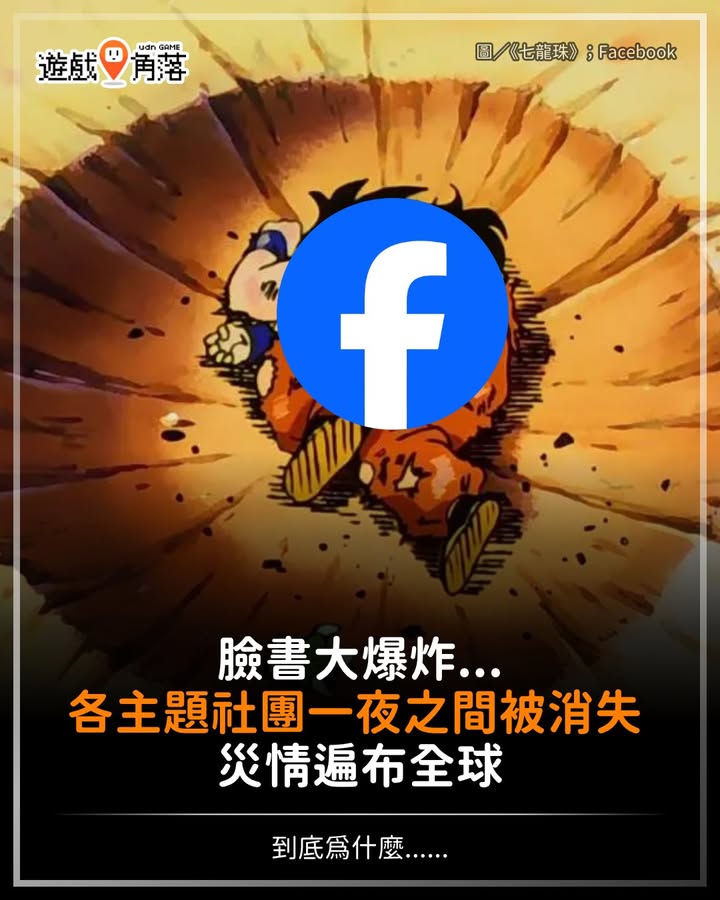 遊戲角落
udn GAME
圖／《七龍珠》；Facebook
臉書大爆炸...
各主題社團一夜之間被消失
災情遍布全球
到底為什麼......